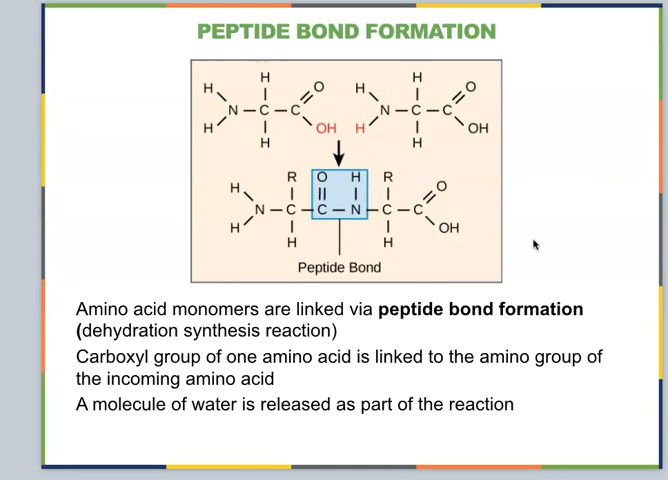 PEPTIDE BOND FORMATION
H H O H H O
N – C – C N – C – C
H H OH H H OH
R O H R
H O
N – C – C – N – C – C
H H H OH
Peptide Bond
Amino acid monomers are linked via peptide bond formation
(dehydration synthesis reaction)
Carboxyl group of one amino acid is linked to the amino group of
the incoming amino acid
A molecule of water is released as part of the reaction